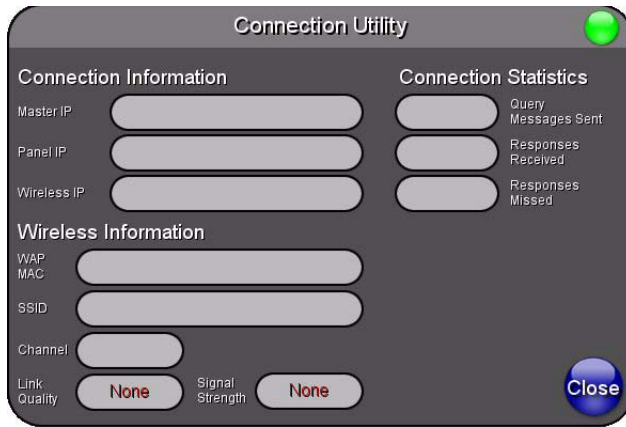 Connection Utility
Connection Information
Master IP
Panel IP
Wireless IP
Connection Statistics
Query
Messages Sent
Responses
Received
Responses
Missed
Wireless Information
WAP
MAC
SSID
Channel
Link
Quality
None
Signal
Strength
None
Close